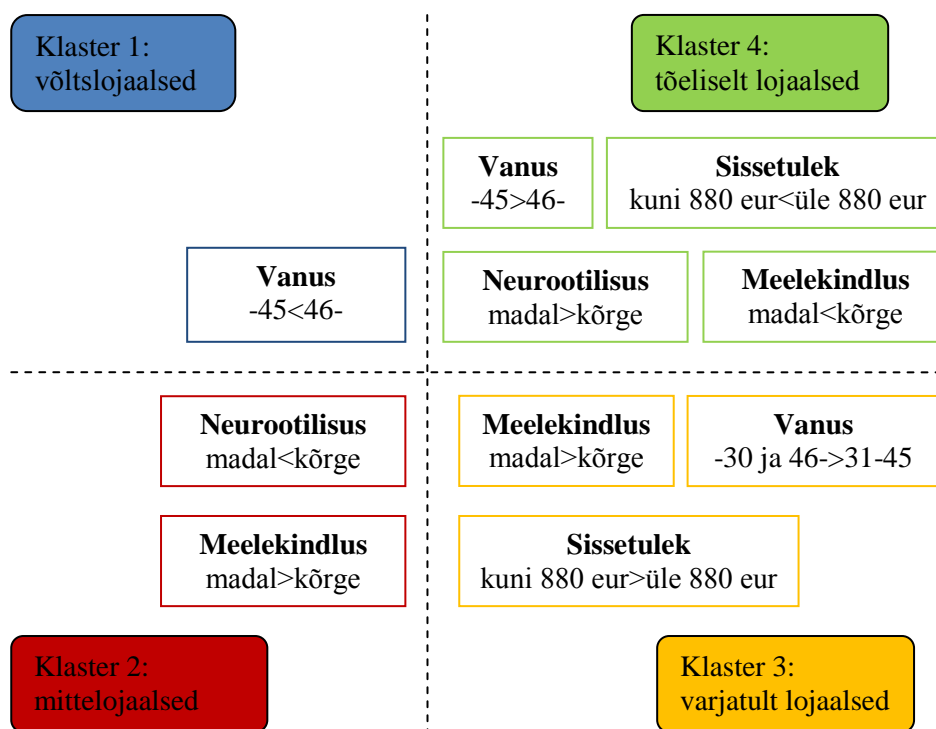 Klaster 1:
võltslojaalsed
Klaster 4:
tõeliselt lojaalsed
Vanus
-45>46-
Sissetulek
kuni 880 eur<üle 880 eur
Vanus
-45<46-
Neurootilisus
madal>kõrge
Meelekindlus
madal<kõrge
Neurootilisus
madal<kõrge
Meelekindlus
madal>kõrge
Vanus
-30 ja 46->31-45
Meelekindlus
madal>kõrge
Sissetulek
kuni 880 eur>üle 880 eur
Klaster 2:
mittelojaalsed
Klaster 3:
varjatult lojaalsed